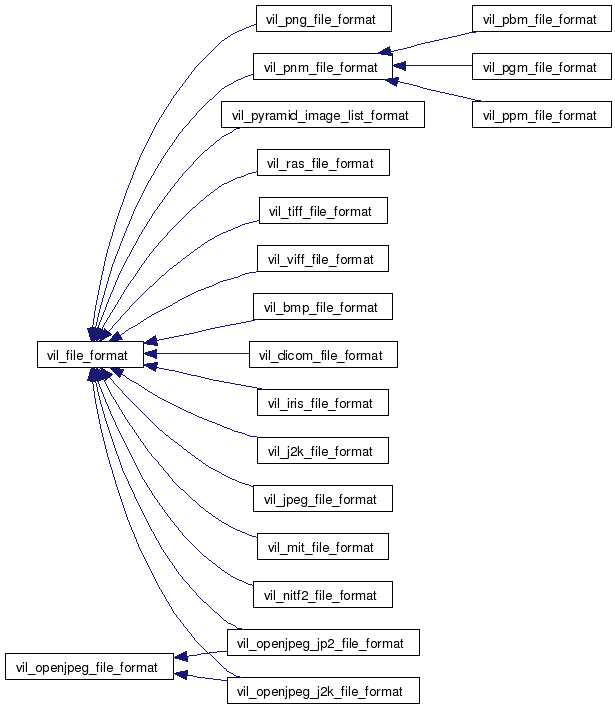 vil_png_file_format
vil_pbm_file_format
vil_pnm_file_format
vil_pgm_file_format
vil_pyramid_image_list_format
vil_ppm_file_format
vil_ras_file_format
vil_tiff_file_format
vil_viff_file_format
vil_bmp_file_format
vil_file_format
vil_dicom_file_format
vil_iris_file_format
vil_j2k_file_format
vil_jpeg_file_format
vil_mit_file_format
vil_nitf2_file_format
vil_openjpeg_jp2_file_format
vil_openjpeg_file_format
vil_openjpeg_j2k_file_format